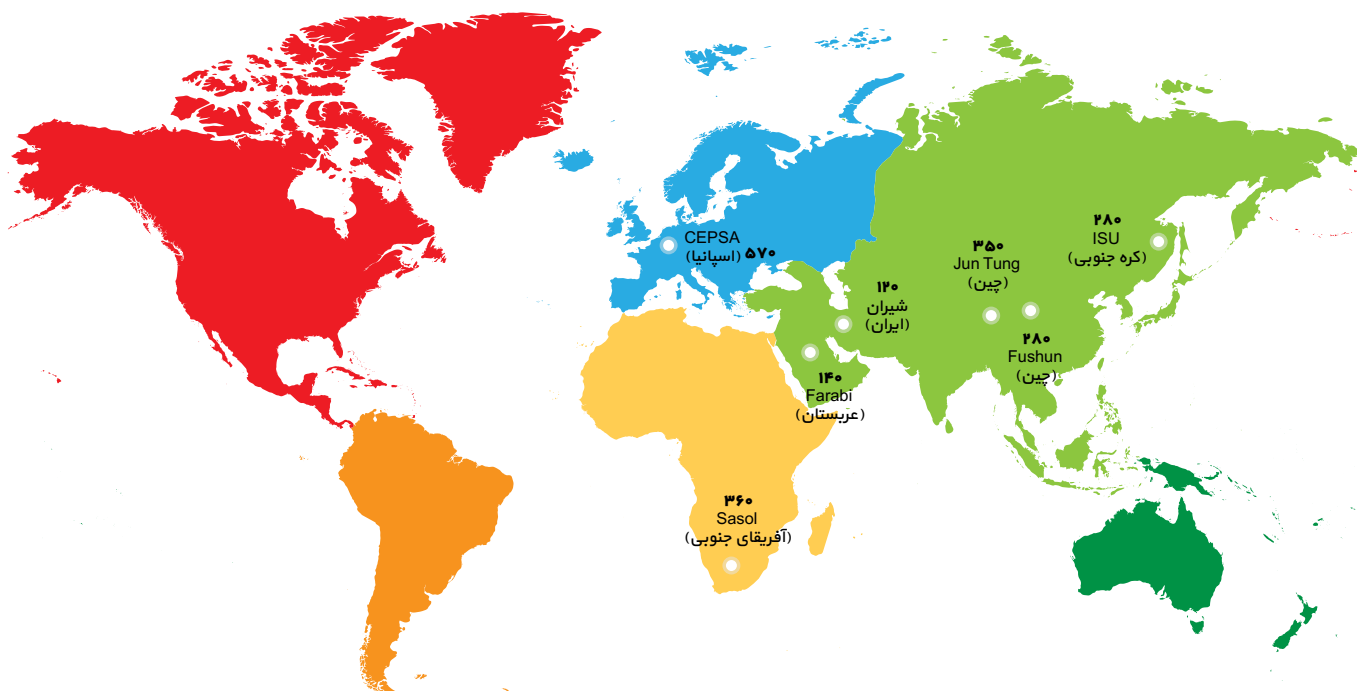 ۲۸۰
ISU
(کره جنوبی)
۳۵۰
Jun Tung
(چین)
CEPSA
(اسپانیا) ۵۷۰
۱۲۰
شیران
(ایران)
۲۸۰
Fushun
(چین)
۱۴۰
Farabi
(عربستان)
۳۶۰
Sasol
(آفریقای جنوبی)